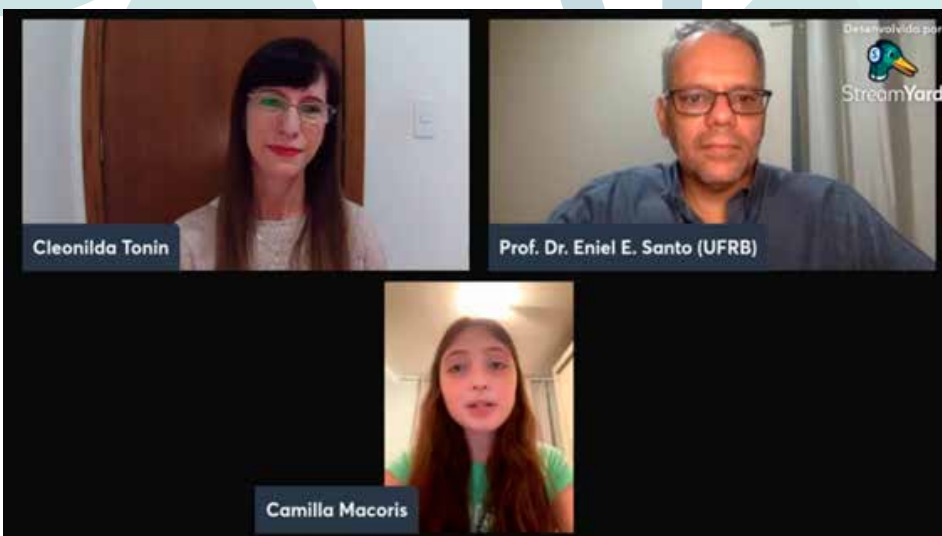 Desenvolvido por
StreamYard
Cleonilda Tonin
Prof. Dr. Eniel E. Santo (UFRB)
Camilla Macoris